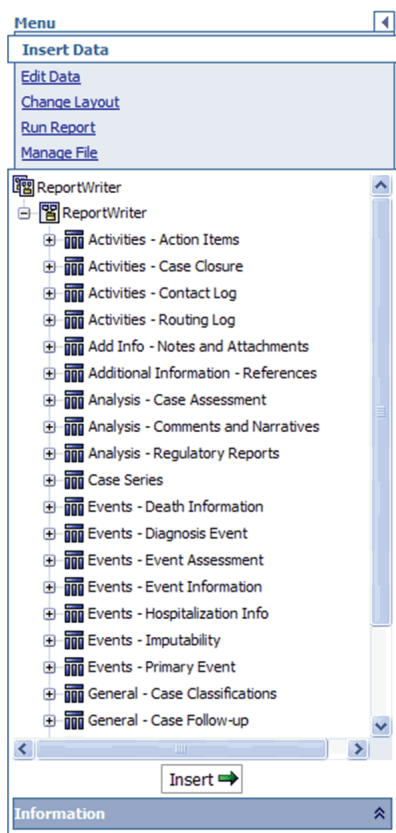 Menu
Insert Data
Edit Data
Change Layout
Run Report
Manage File
ReportWriter
ReportWriter
Activities - Action Items
Activities - Case Closure
Activities - Contact Log
Activities - Routing Log
Add Info - Notes and Attachments
Additional Information - References
Analysis - Case Assessment
Analysis - Comments and Narratives
Analysis - Regulatory Reports
Case Series
Events - Death Information
Events - Diagnosis Event
Events - Event Assessment
Events - Event Information
Events - Hospitalization Info
Events - Imputability
Events - Primary Event
General - Case Classifications
General - Case Follow-up
Insert
Information